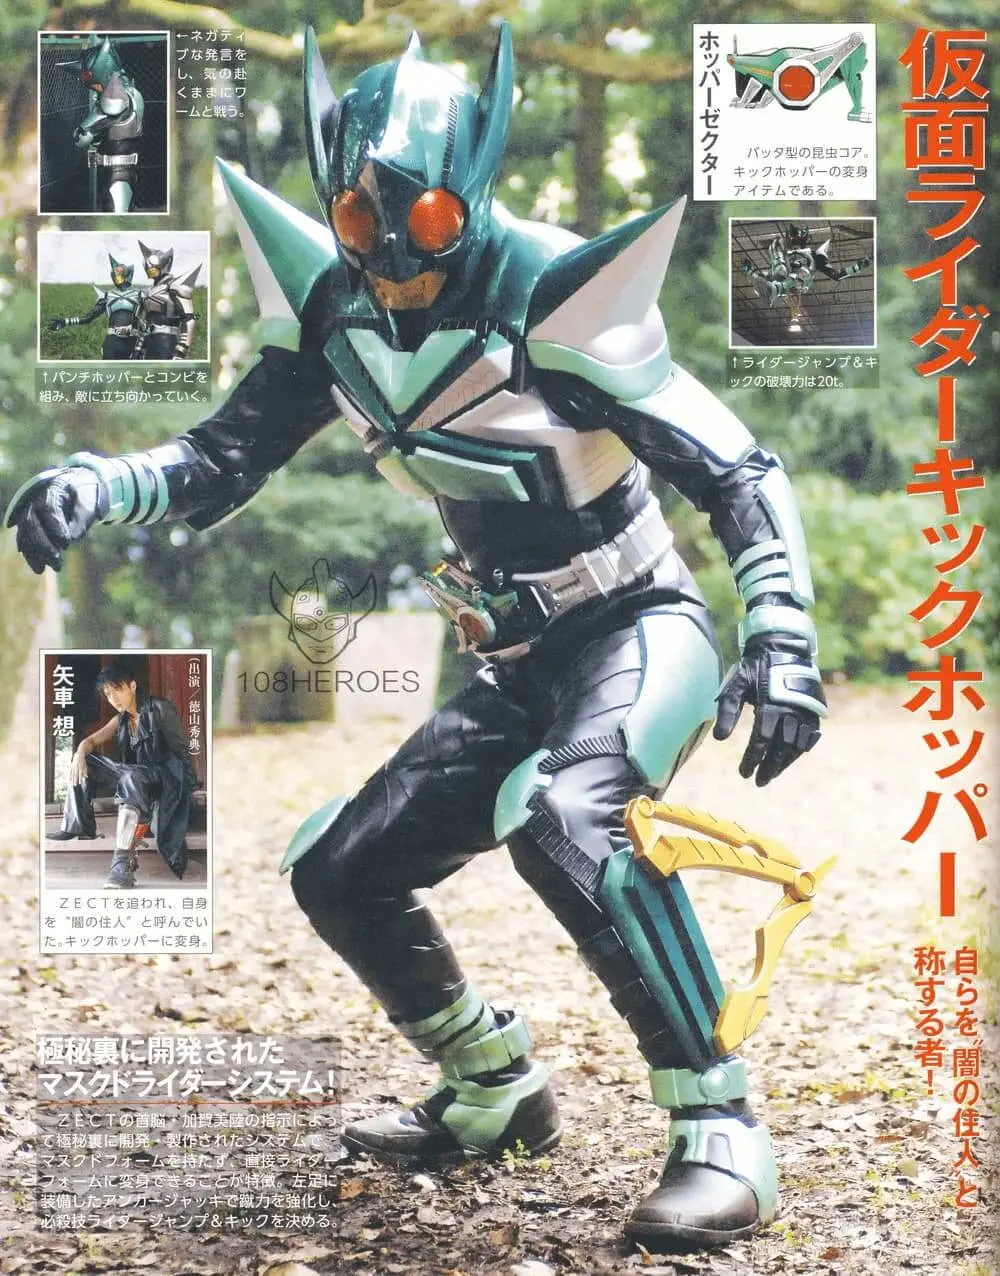 仮面ライダーキックホッパー
自らを“闇の住人”と
称する者！
ホッパーゼクター
バッタ型の昆虫コア。
キックホッパーの変身
アイテムである。
↑ライダージャンプ＆キ
ックの破壊力は20t。
←ネガティ
ブな発言を
し、気の赴
くままにワ
ームと戦う。
↑パンチホッパーとコンビを
組み、敵に立ち向かっていく。
108HEROES
矢車 想
(出演／徳山秀典)
ＺＥＣＴを追われ、自身
を“闇の住人”と呼んでい
た。キックホッパーに変身。
極秘裏に開発された
マスクドライダーシステム！
ＺＥＣＴの首脳・加賀美陸の指示によっ
て極秘裏に開発・製作されたシステムで、
マスクドフォームを持たず、直接ライダー
フォームに変身できることが特徴。左足に
装備したアンカージャッキで蹴力を強化し、
必殺技ライダージャンプ＆キックを決める。